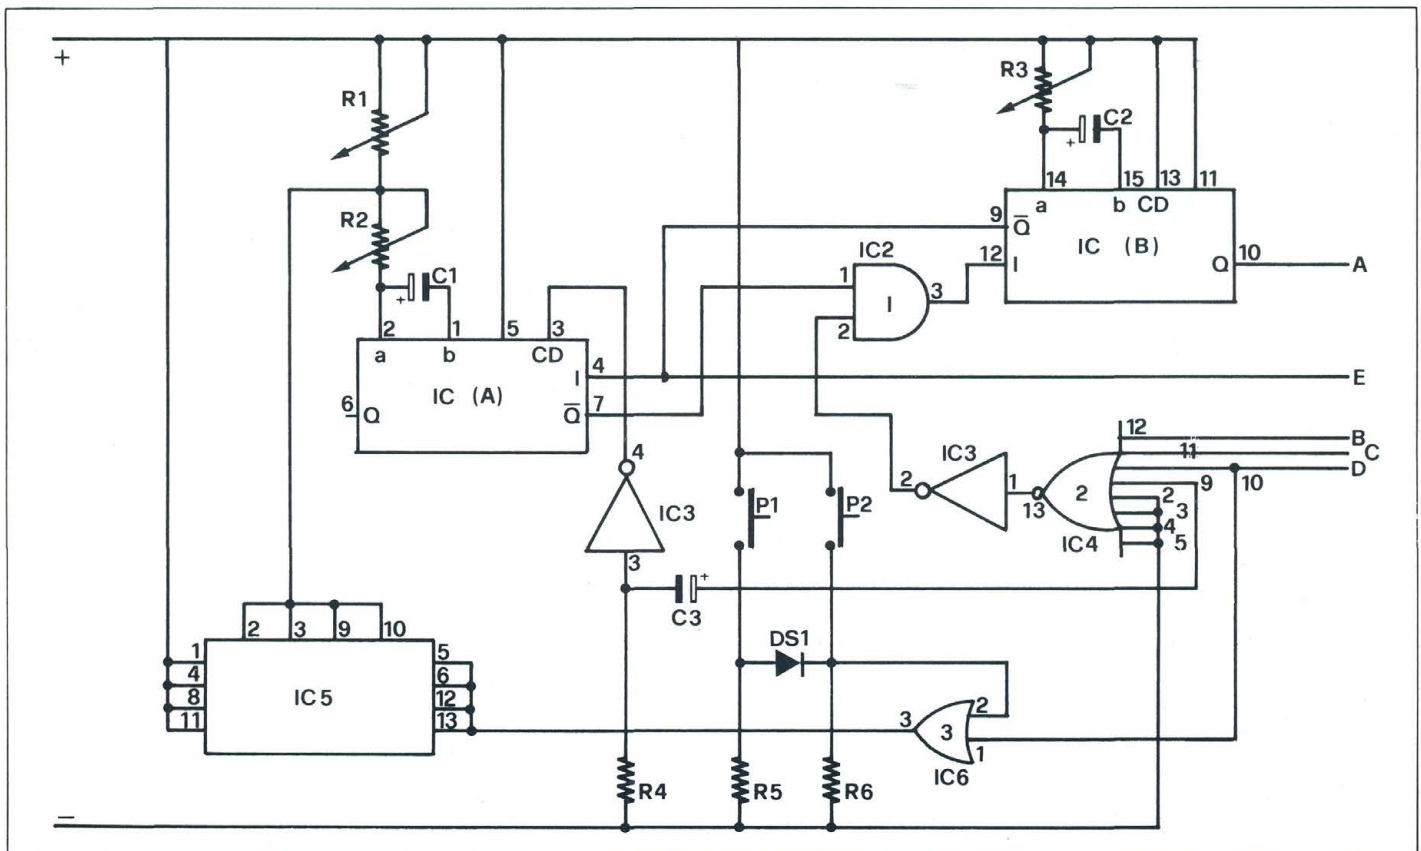 +
R1
R2
+ C1
2 1 5 3
a b CD
IC (A)
6 Q
I 4
Q̅ 7
R3
+ C2
14 15 13 11
a b CD
9 Q̅
IC (B)
12 I
Q 10 A
IC2
1
I 3
2
E
12 B
11 C
D
10
9
2
3
4
5
IC3
2 1
13 2
IC4
4
IC3
3
P1 P2
+
C3
DS1
2 3 9 10
1 5
4 6
8 12
11 13
IC5
3 3 2
1
IC6
R4 R5 R6
−